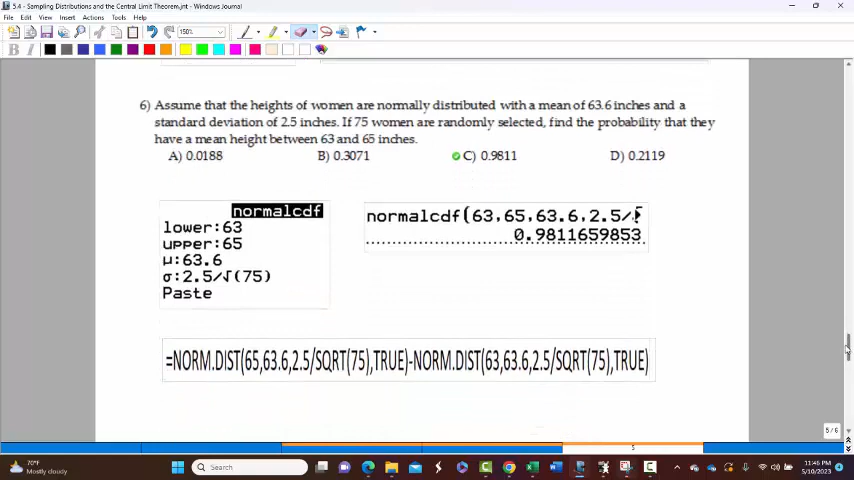 5.4 - Sampling Distributions and the Central Limit Theorem.jnt - Windows Journal
File Edit View Insert Actions Tools Help
150%
B I
6) Assume that the heights of women are normally distributed with a mean of 63.6 inches and a
standard deviation of 2.5 inches. If 75 women are randomly selected, find the probability that they
have a mean height between 63 and 65 inches.
A) 0.0188 B) 0.3071 C) 0.9811 D) 0.2119
normalcdf
lower:63
upper:65
μ:63.6
σ:2.5/√(75)
Paste
normalcdf(63,65,63.6,2.5/√
0.9811659853
=NORM.DIST(65,63.6,2.5/SQRT(75),TRUE)-NORM.DIST(63,63.6,2.5/SQRT(75),TRUE)
5 / 6
5
70°F
Mostly cloudy
Search
11:46 PM
5/10/2023